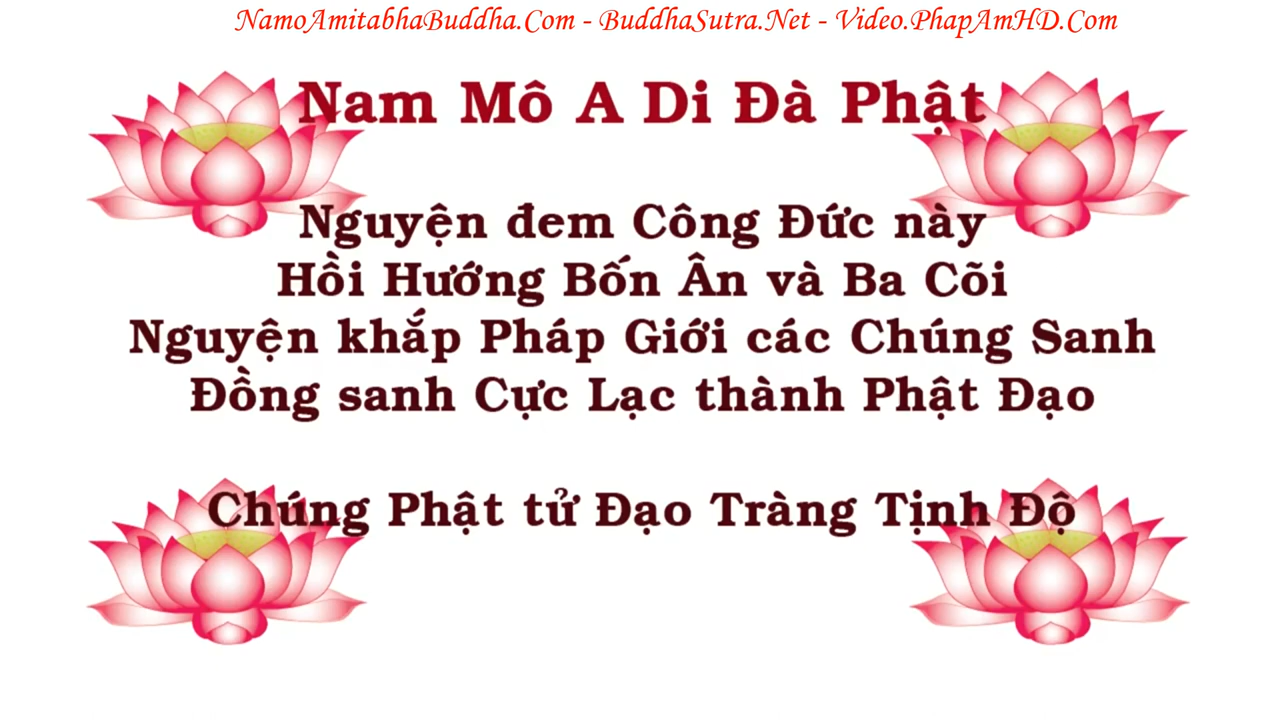 NamoAmitabhaBuddha.Com - BuddhaSutra.Net - Video.PhapAmHD.Com
Nam Mô A Di Đà Phật
Nguyện đem Công Đức này
Hồi Hướng Bốn Ân và Ba Cõi
Nguyện khắp Pháp Giới các Chúng Sanh
Đồng sanh Cực Lạc thành Phật Đạo
Chúng Phật tử Đạo Tràng Tịnh Độ